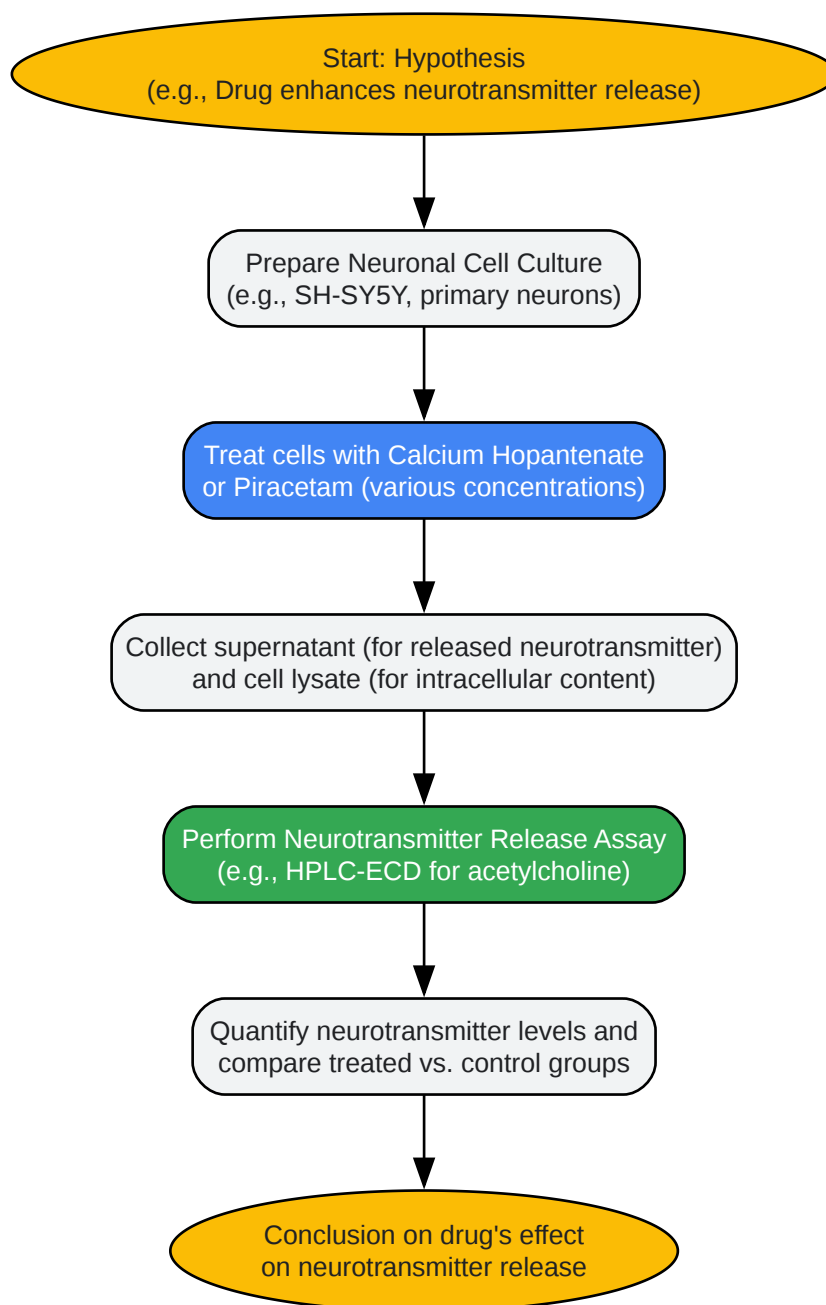 Start: Hypothesis
(e.g., Drug enhances neurotransmitter release)
Prepare Neuronal Cell Culture
(e.g., SH-SY5Y, primary neurons)
Treat cells with Calcium Hopantenate
or Piracetam (various concentrations)
Collect supernatant (for released neurotransmitter)
and cell lysate (for intracellular content)
Perform Neurotransmitter Release Assay
(e.g., HPLC-ECD for acetylcholine)
Quantify neurotransmitter levels and
compare treated vs. control groups
Conclusion on drug's effect
on neurotransmitter release